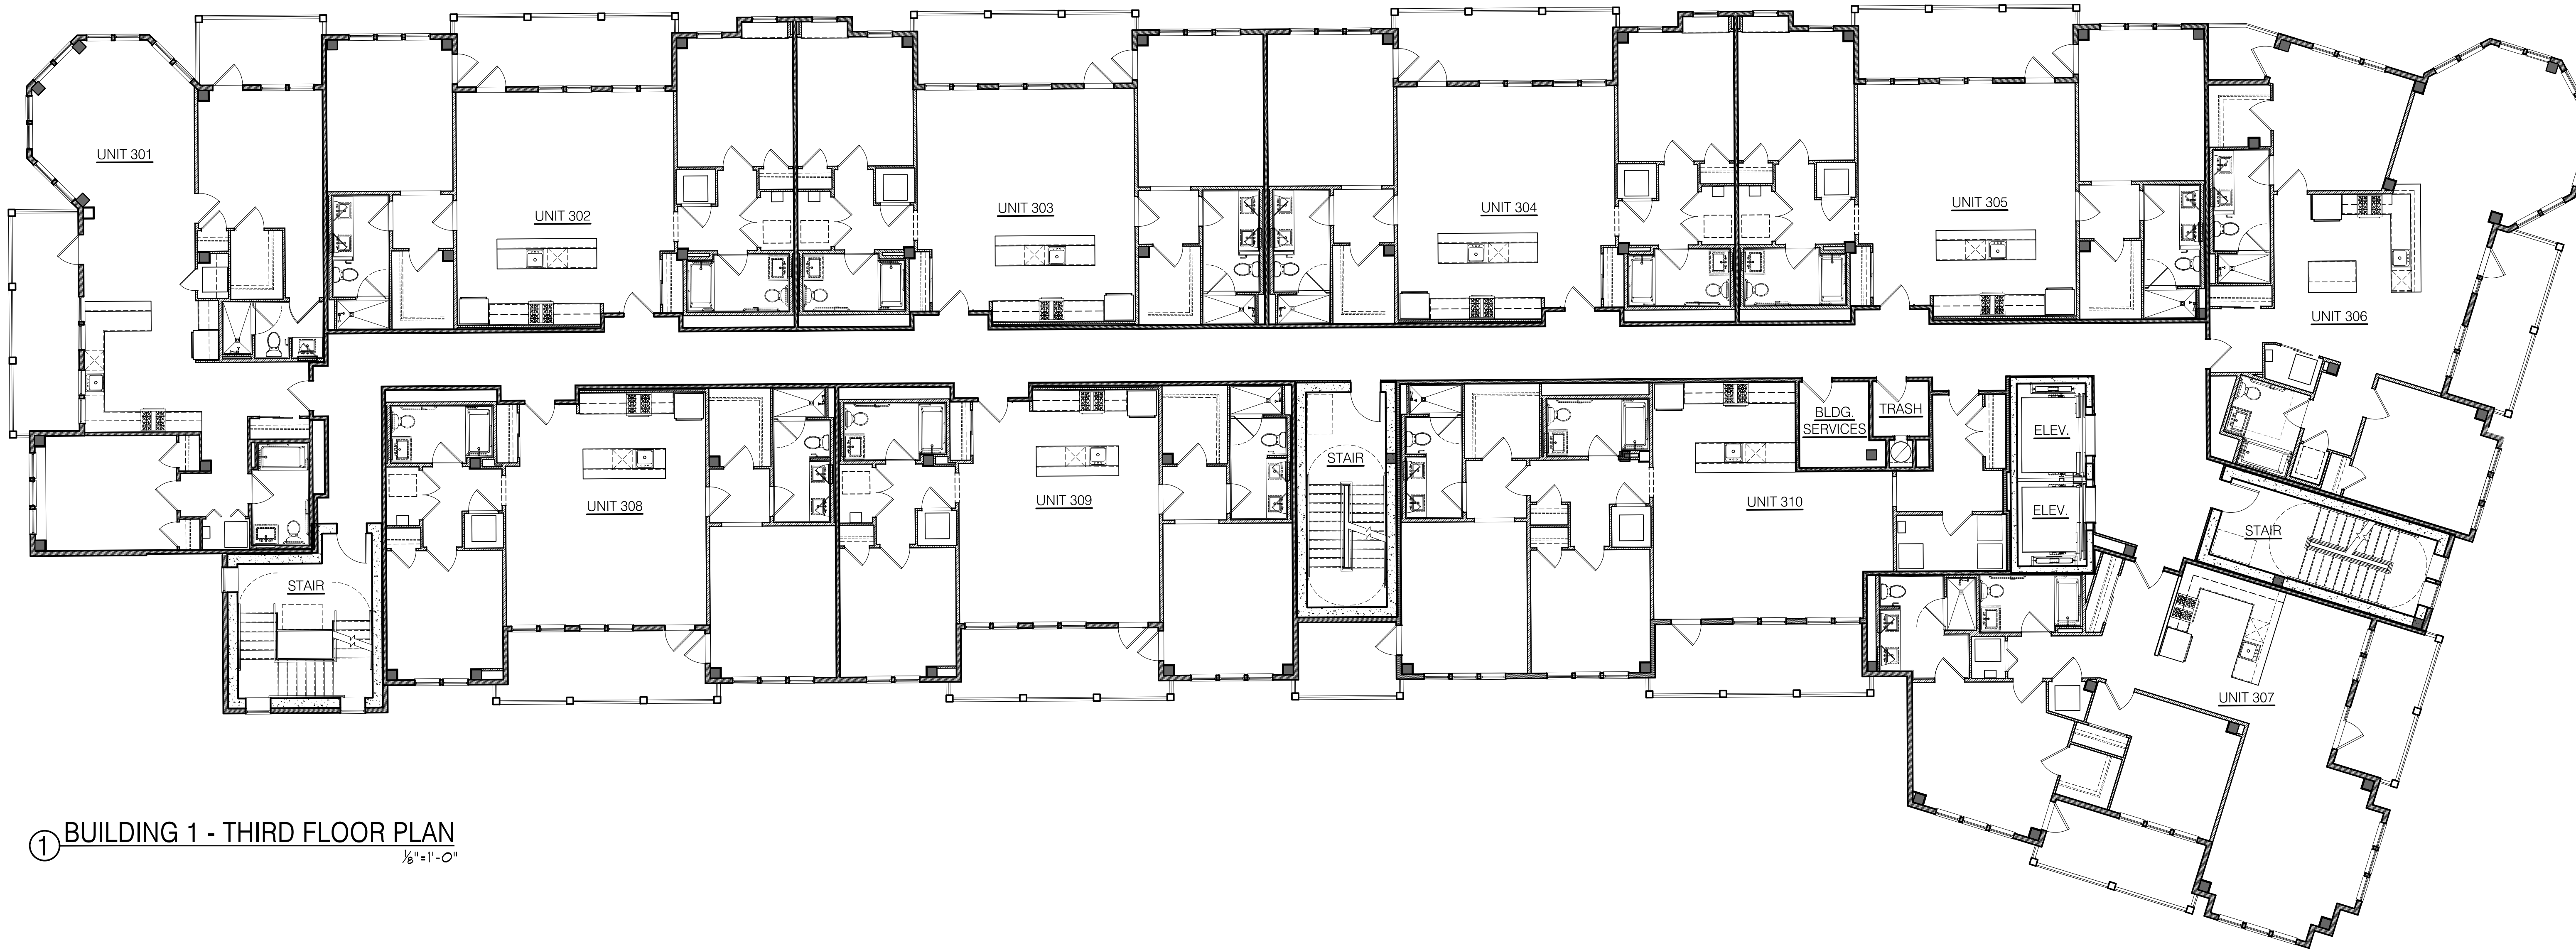 UNIT 301
UNIT 302
UNIT 303
UNIT 304
UNIT 305
UNIT 306
UNIT 308
UNIT 309
STAIR
UNIT 310
BLDG.
SERVICES
TRASH
ELEV.
ELEV.
STAIR
STAIR
UNIT 307
1 BUILDING 1 - THIRD FLOOR PLAN
1/8"=1'-0"